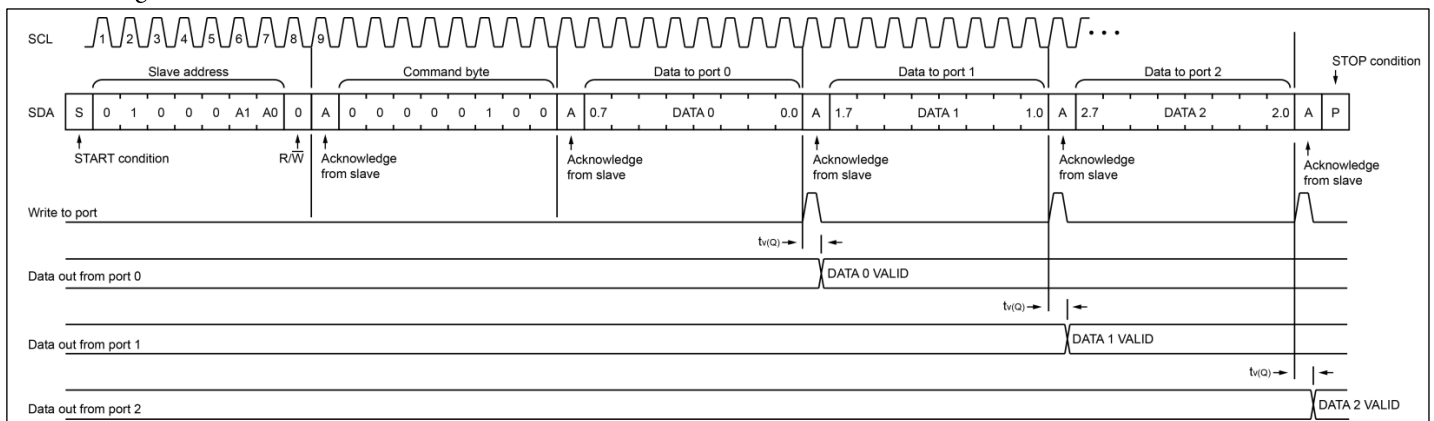 SCL 1 2 3 4 5 6 7 8 9 • • •
Slave address Command byte Data to port 0 Data to port 1 Data to port 2 STOP condition
SDA S 0 1 0 0 0 A1 A0 0 A 0 0 0 0 0 1 0 0 A 0.7 DATA 0 0.0 A 1.7 DATA 1 1.0 A 2.7 DATA 2 2.0 A P
START condition R/W̅ Acknowledge from slave Acknowledge from slave Acknowledge from slave Acknowledge from slave Acknowledge from slave
Write to port
tv(Q)
Data out from port 0 DATA 0 VALID
tv(Q)
Data out from port 1 DATA 1 VALID
tv(Q)
Data out from port 2 DATA 2 VALID